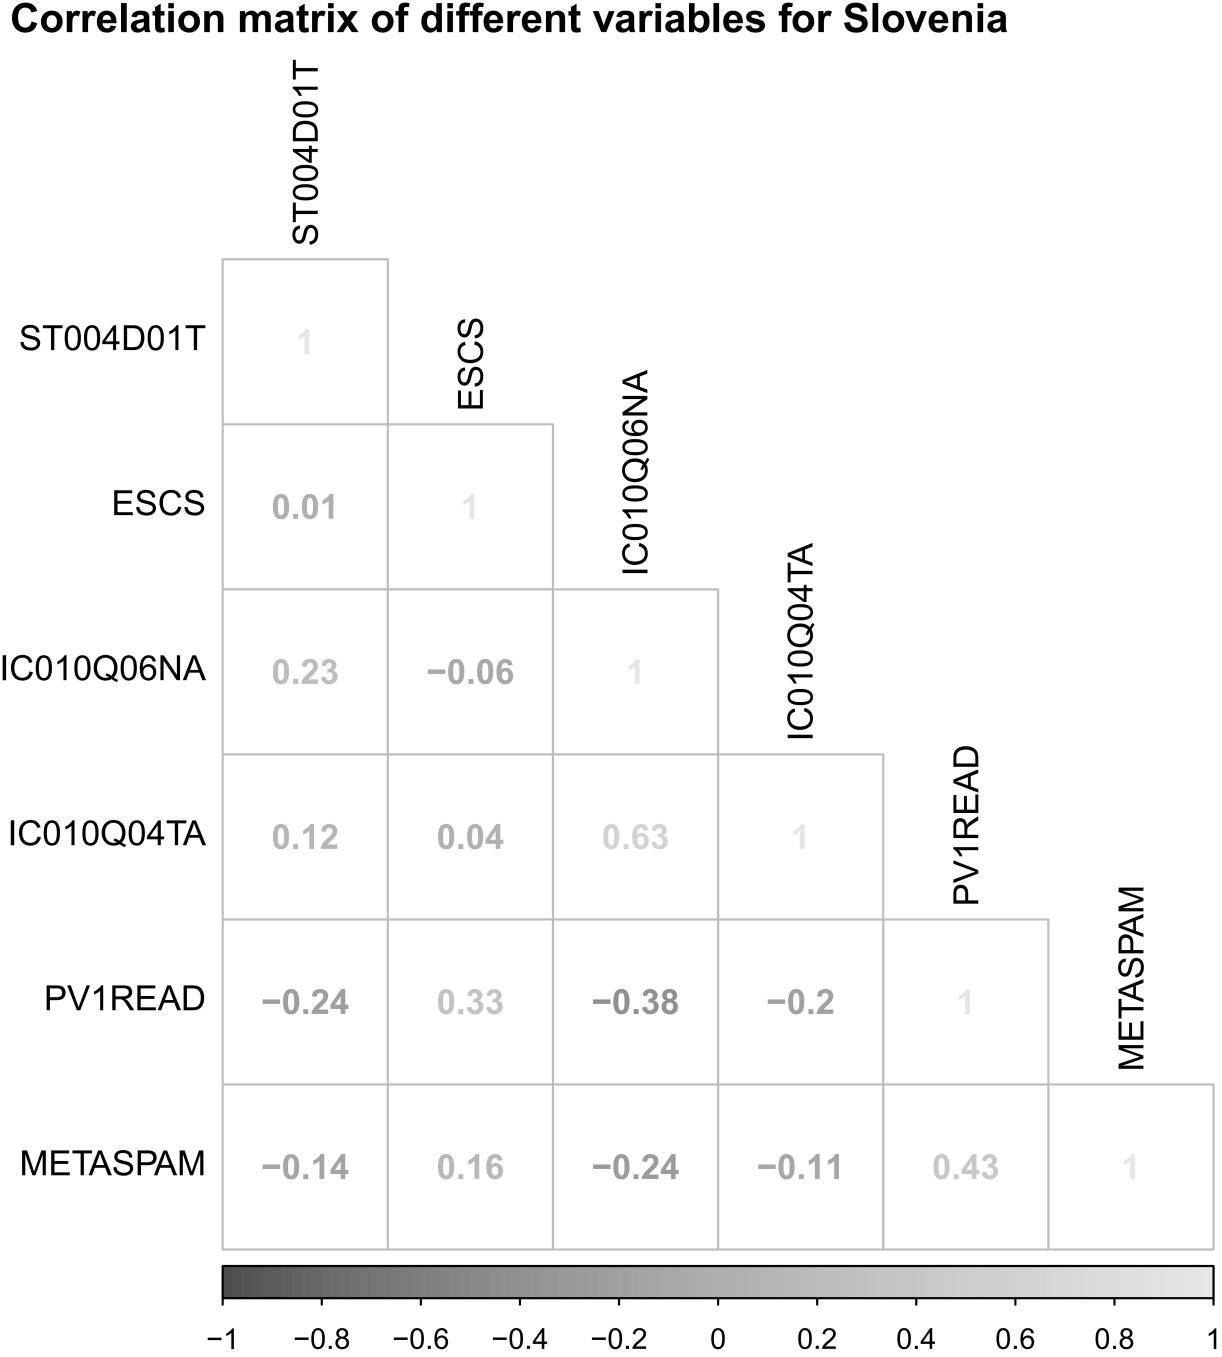 Correlation matrix of different variables for Slovenia
ST004D01T
ST004D01T
1
ESCS
ESCS
0.01
1
IC010Q06NA
IC010Q06NA
0.23
−0.06
1
IC010Q04TA
IC010Q04TA
0.12
0.04
0.63
1
PV1READ
PV1READ
−0.24
0.33
−0.38
−0.2
1
METASPAM
METASPAM
−0.14
0.16
−0.24
−0.11
0.43
1
−1 −0.8 −0.6 −0.4 −0.2 0 0.2 0.4 0.6 0.8 1